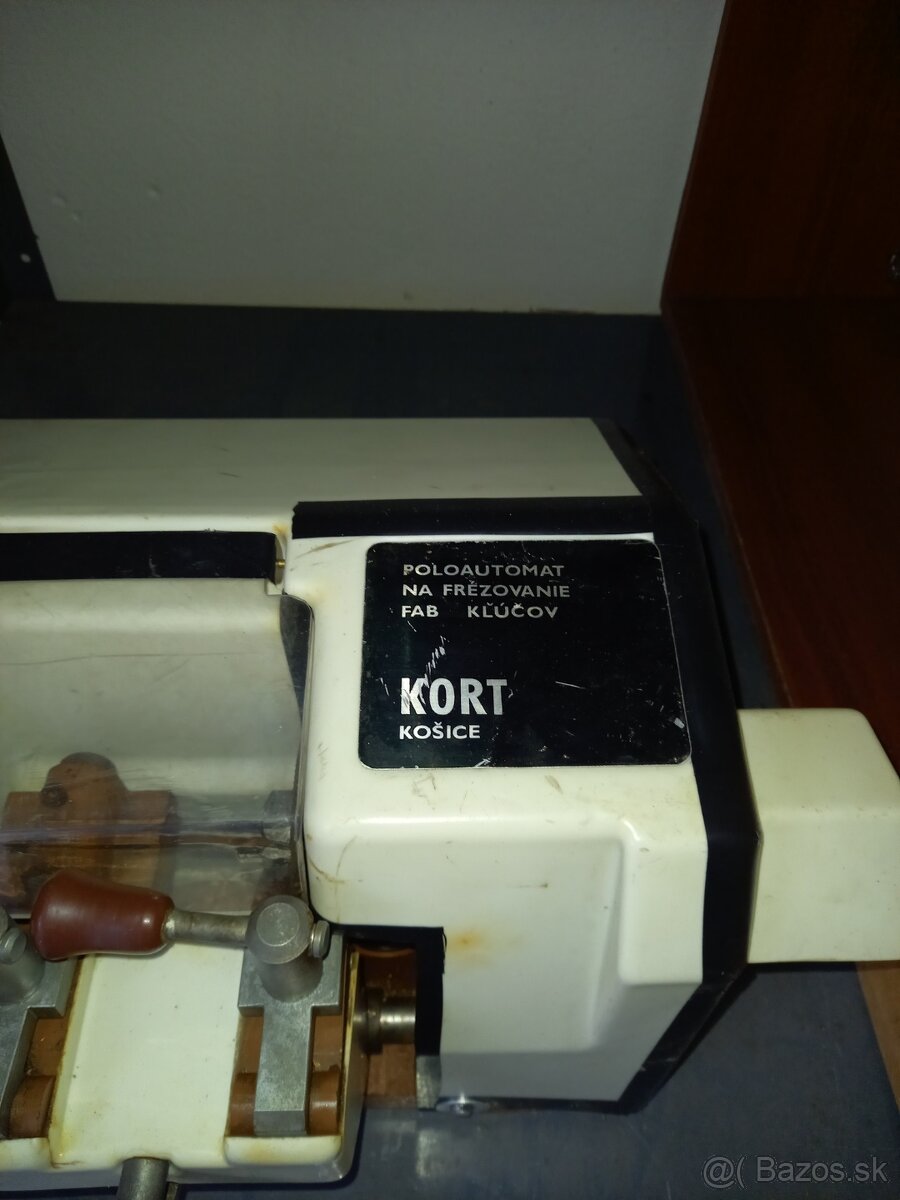 POLOAUTOMAT
NA FRÉZOVANIE
FAB KĽÚČOV
KORT
KOŠICE
@( Bazos.sk